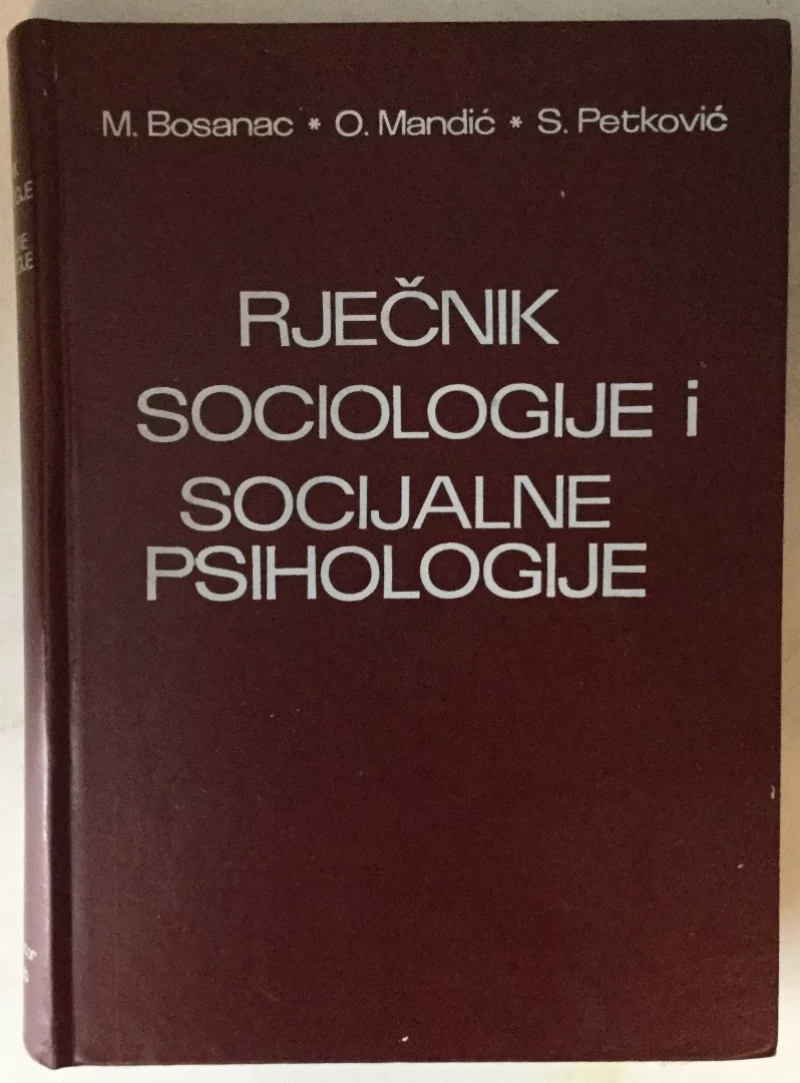 M. Bosanac * O. Mandić * S. Petković
RJEČNIK
SOCIOLOGIJE i
SOCIJALNE
PSIHOLOGIJE